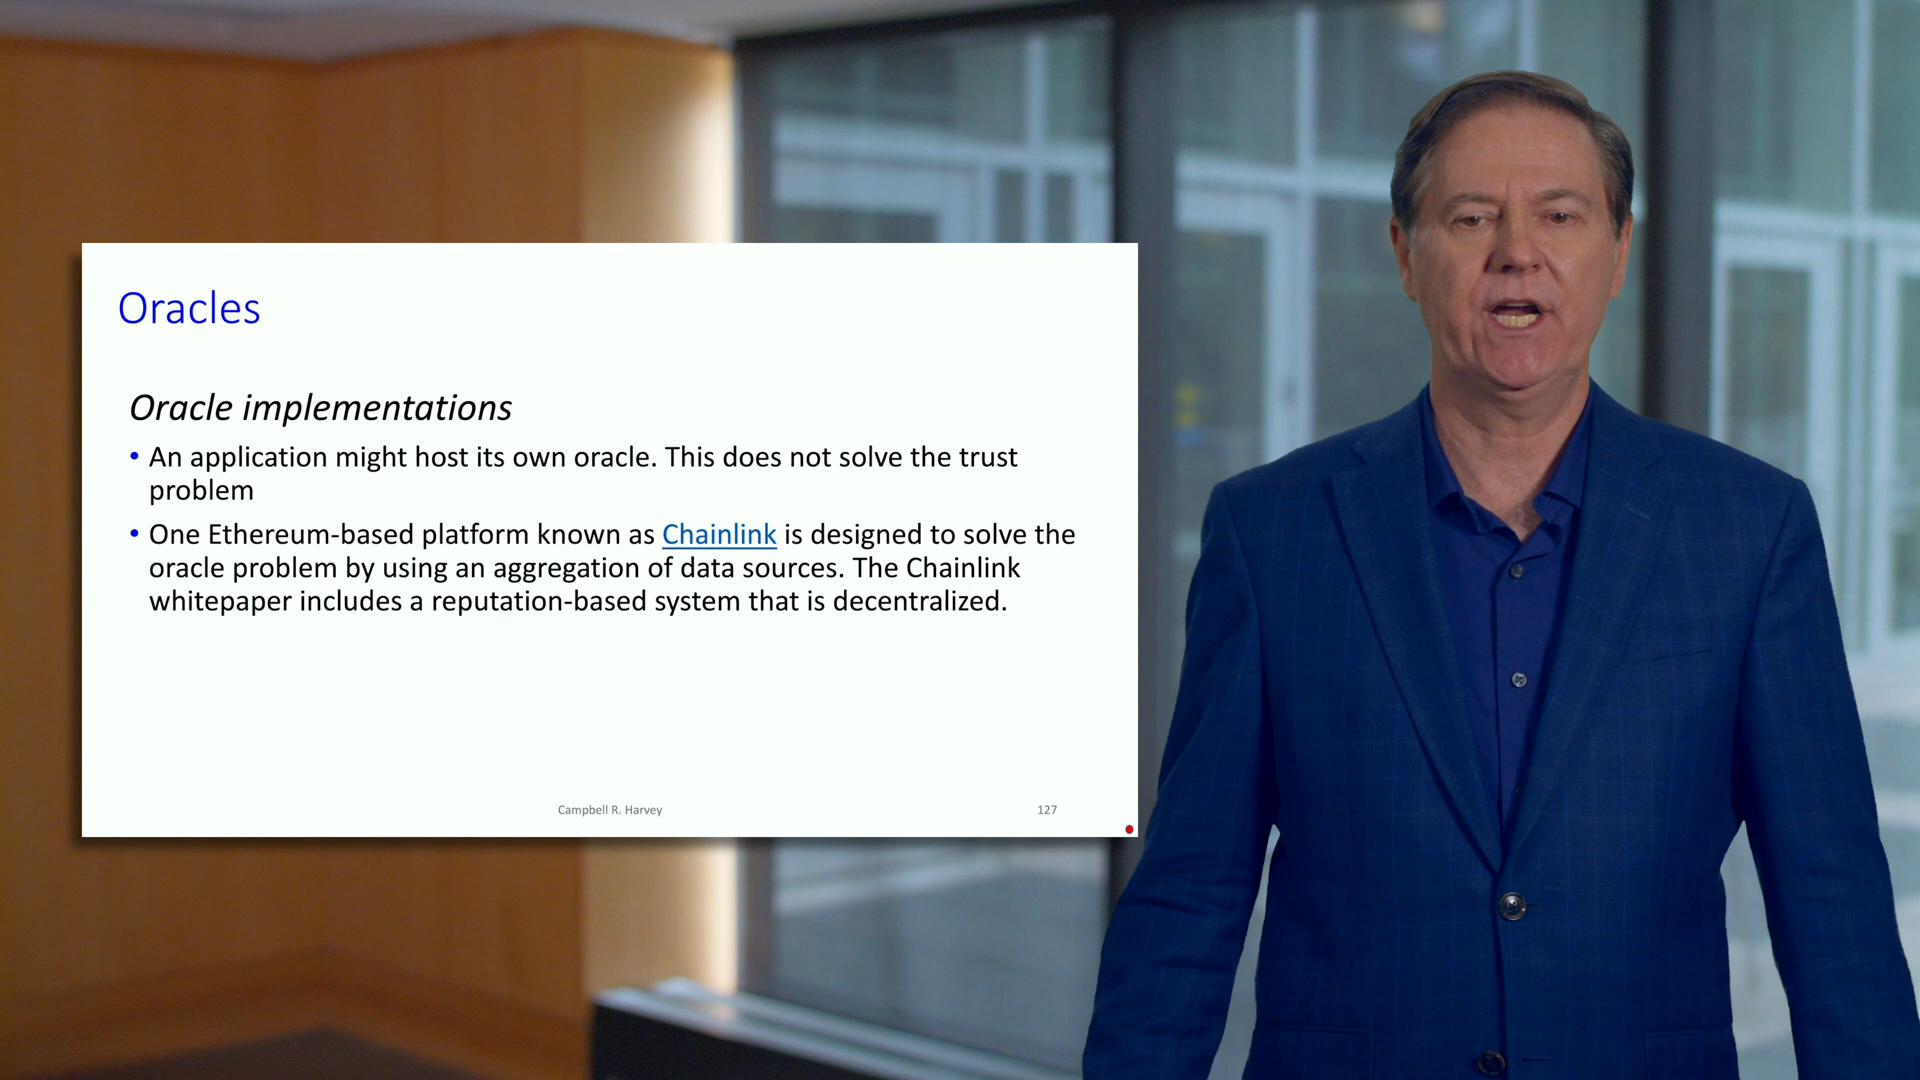 Oracles
Oracle implementations
• An application might host its own oracle. This does not solve the trust
problem
• One Ethereum-based platform known as Chainlink is designed to solve the
oracle problem by using an aggregation of data sources. The Chainlink
whitepaper includes a reputation-based system that is decentralized.
Campbell R. Harvey
127